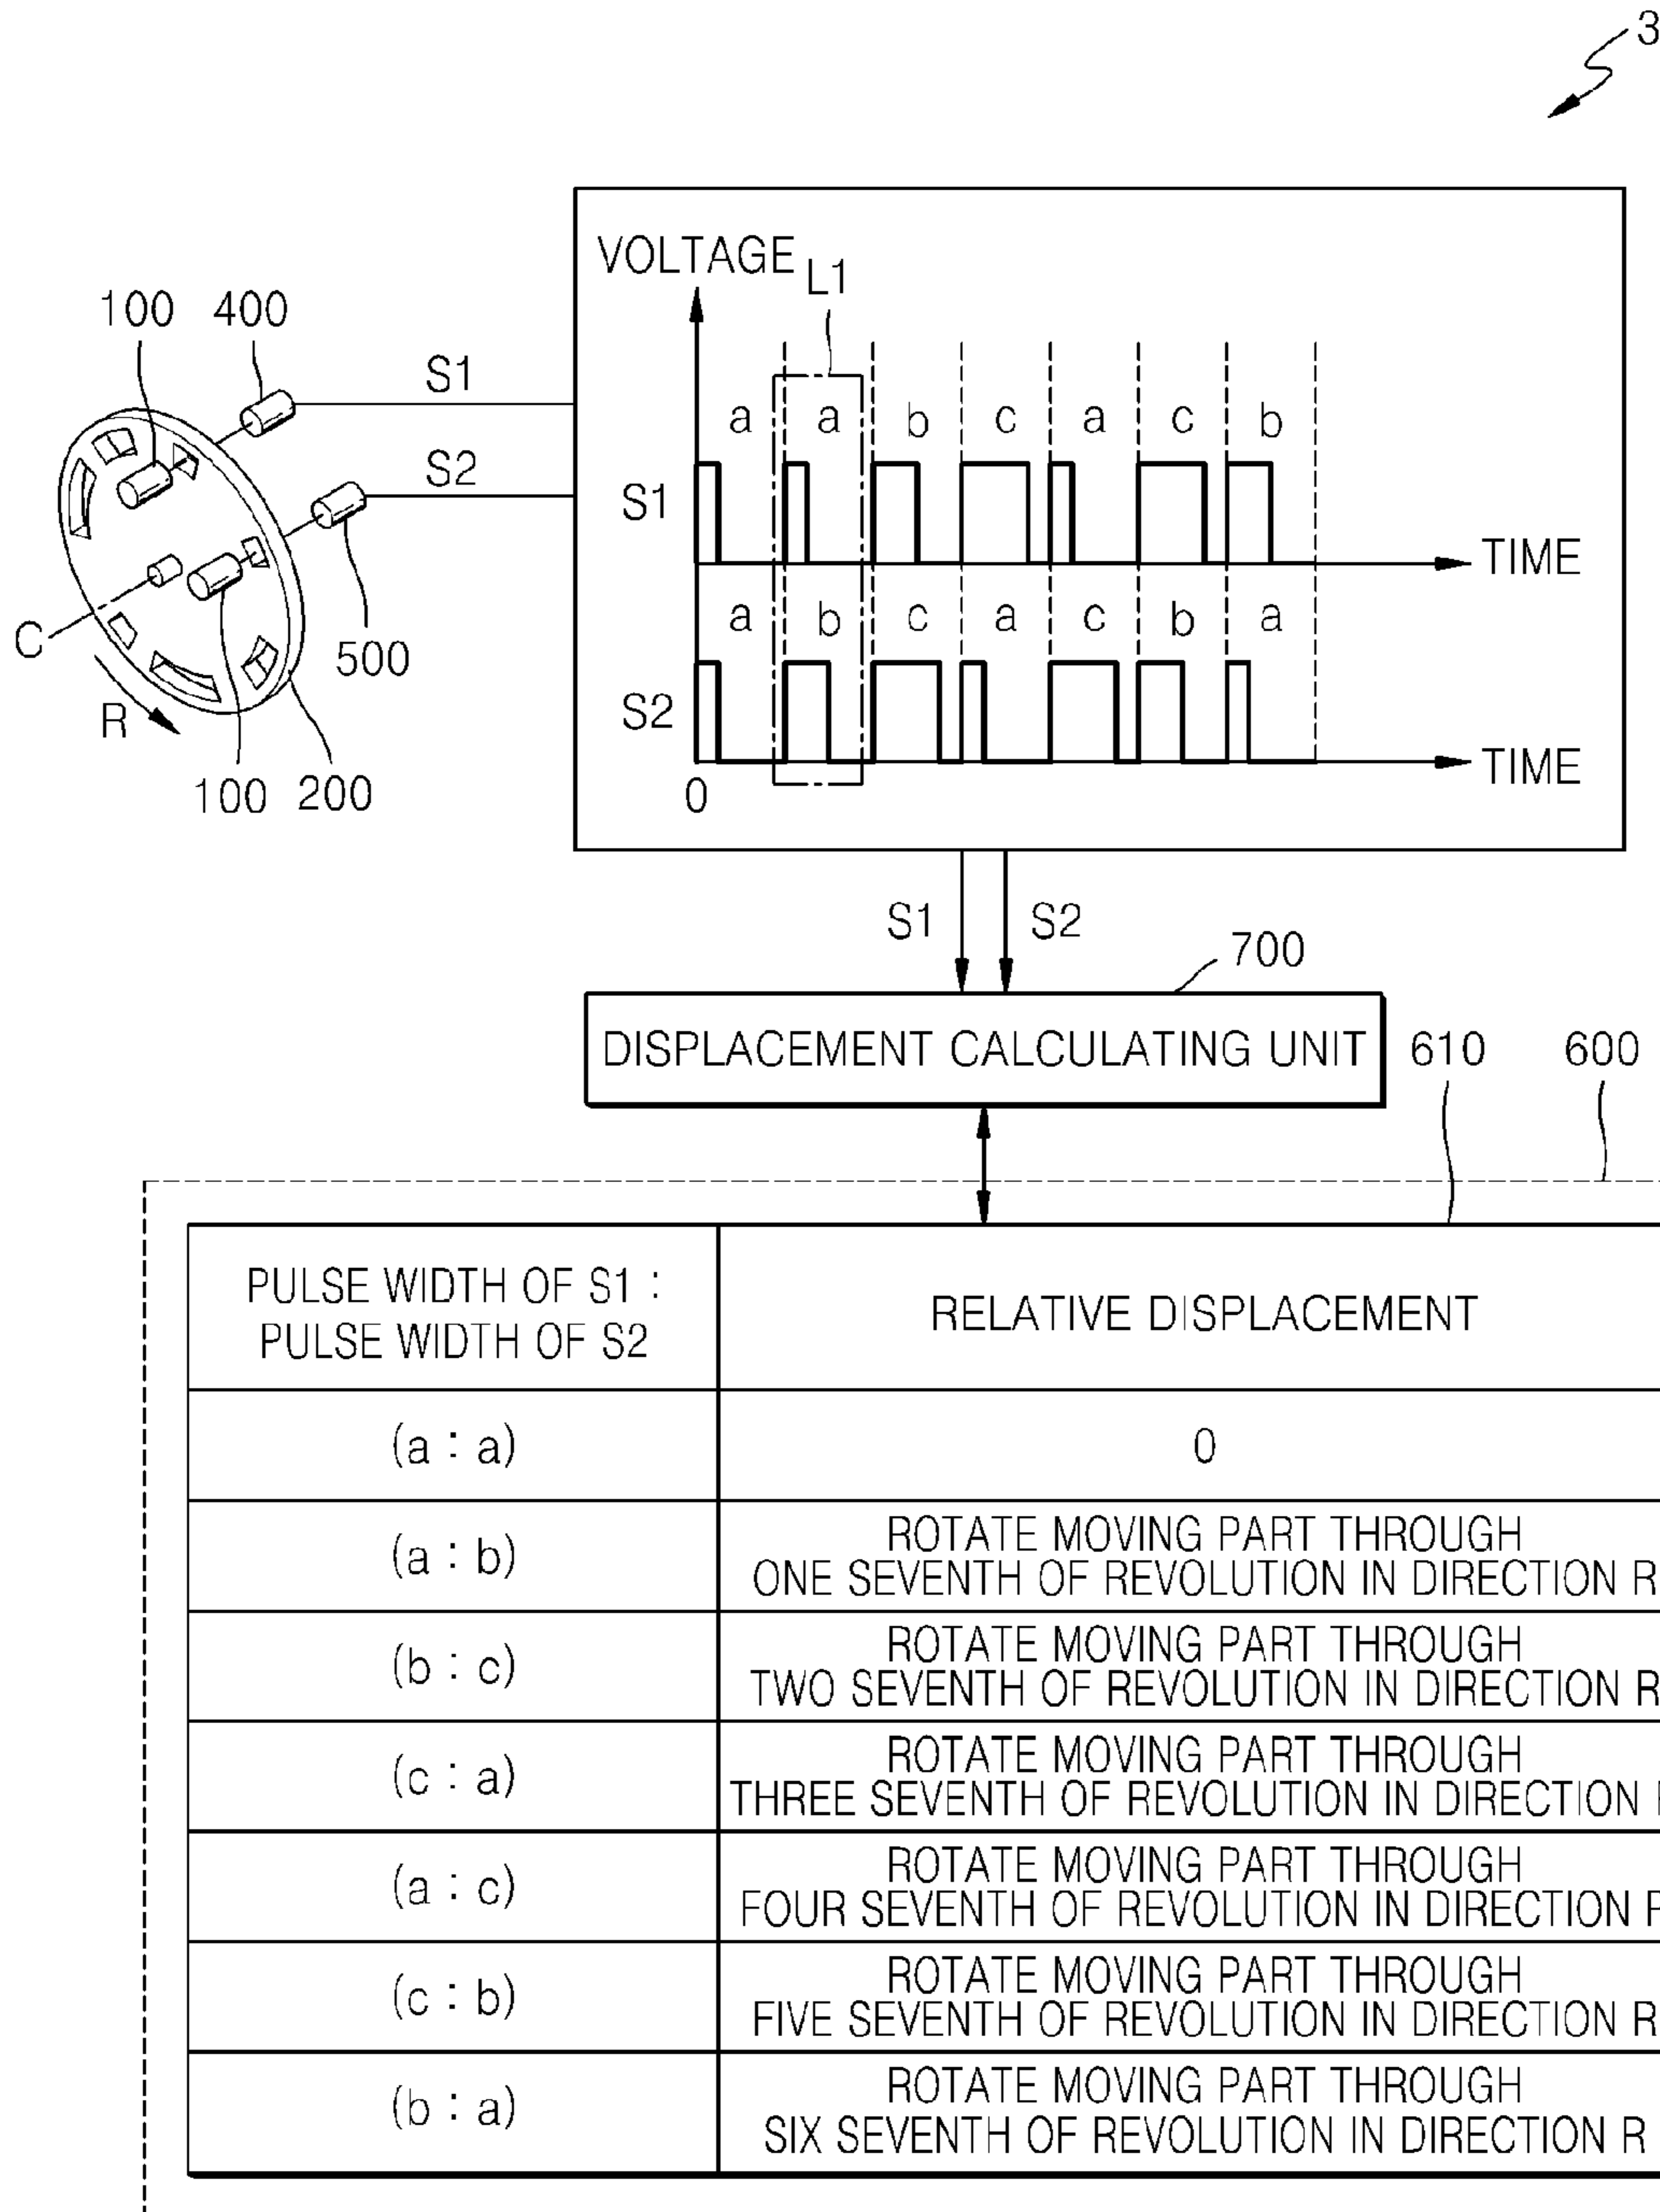 3
VOLTAGE
L1
100
400
S1
S2
a a b c a c b
S1
TIME
a b c a c b a
S2
TIME
0
C
R
500
100
200
S1
S2
700
DISPLACEMENT CALCULATING UNIT
610
600
PULSE WIDTH OF S1 :
PULSE WIDTH OF S2
RELATIVE DISPLACEMENT
(a : a)
0
(a : b)
ROTATE MOVING PART THROUGH
ONE SEVENTH OF REVOLUTION IN DIRECTION R
(b : c)
ROTATE MOVING PART THROUGH
TWO SEVENTH OF REVOLUTION IN DIRECTION R
(c : a)
ROTATE MOVING PART THROUGH
THREE SEVENTH OF REVOLUTION IN DIRECTION
(a : c)
ROTATE MOVING PART THROUGH
FOUR SEVENTH OF REVOLUTION IN DIRECTION R
(c : b)
ROTATE MOVING PART THROUGH
FIVE SEVENTH OF REVOLUTION IN DIRECTION R
(b : a)
ROTATE MOVING PART THROUGH
SIX SEVENTH OF REVOLUTION IN DIRECTION R